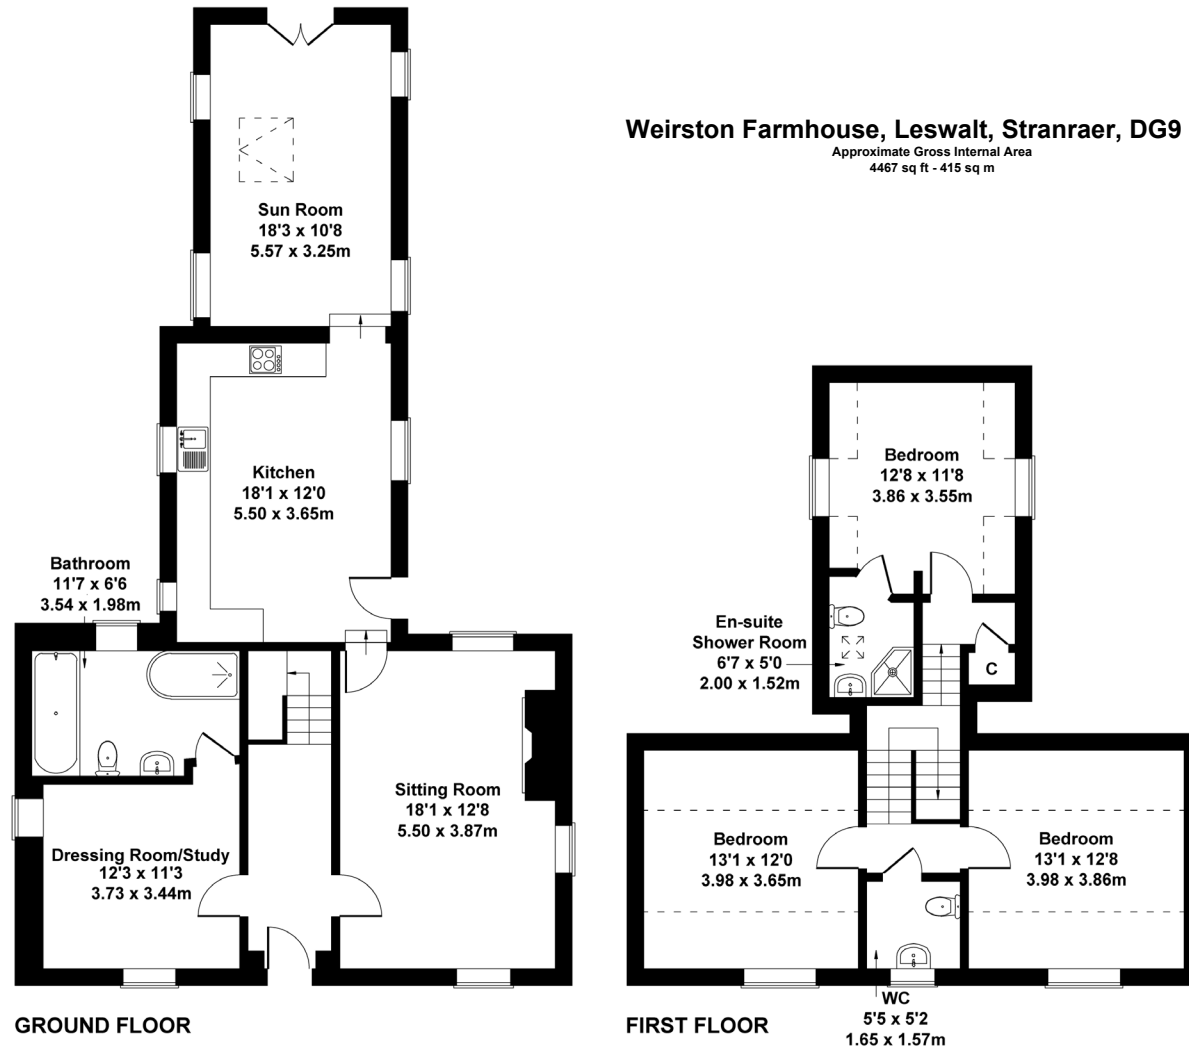 Weirston Farmhouse, Leswalt, Stranraer, DG9
Approximate Gross Internal Area
4467 sq ft - 415 sq m
Sun Room
18'3 x 10'8
5.57 x 3.25m
Kitchen
18'1 x 12'0
5.50 x 3.65m
Bathroom
11'7 x 6'6
3.54 x 1.98m
Sitting Room
18'1 x 12'8
5.50 x 3.87m
Dressing Room/Study
12'3 x 11'3
3.73 x 3.44m
GROUND FLOOR
Bedroom
12'8 x 11'8
3.86 x 3.55m
En-suite
Shower Room
6'7 x 5'0
2.00 x 1.52m
C
Bedroom
13'1 x 12'0
3.98 x 3.65m
Bedroom
13'1 x 12'8
3.98 x 3.86m
WC
5'5 x 5'2
1.65 x 1.57m
FIRST FLOOR